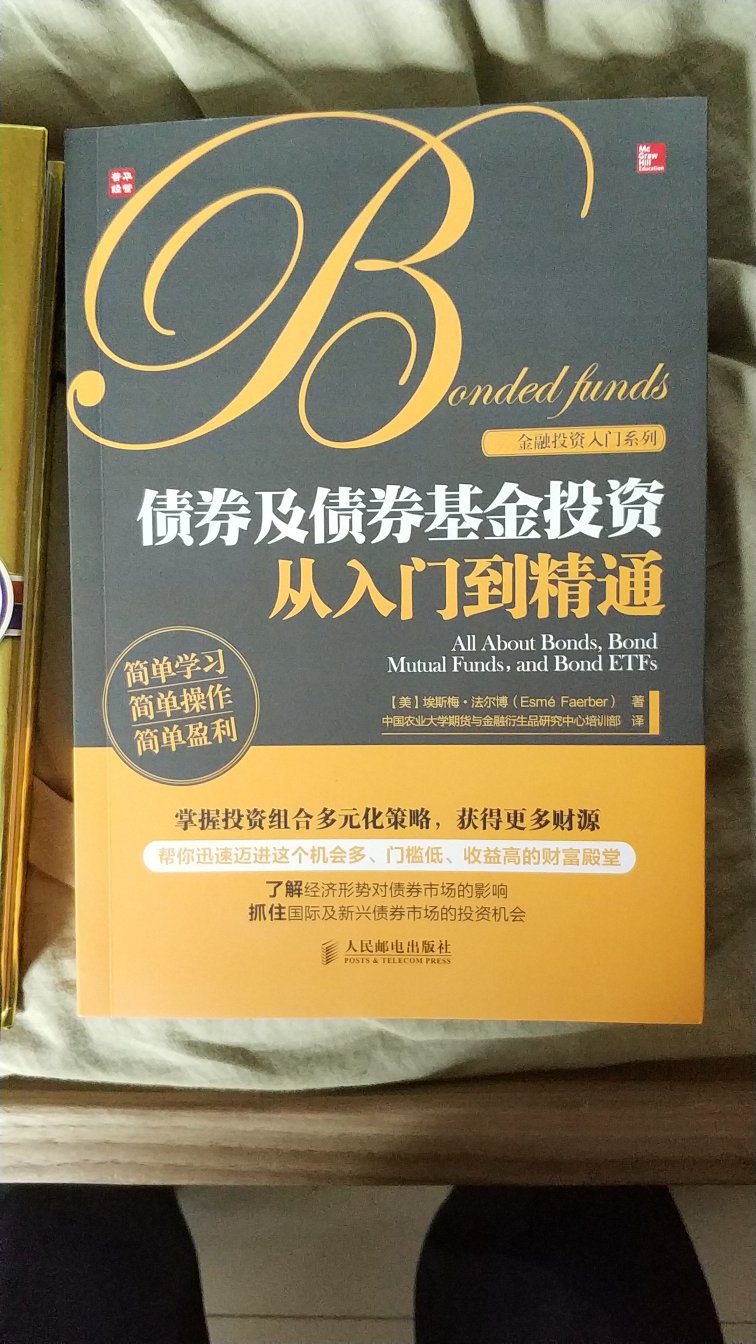 普华
经管
Mc
Graw
Hill
Education
Bonded funds
金融投资入门系列
债券及债券基金投资
从入门到精通
All About Bonds, Bond
Mutual Funds, and Bond ETFs
简单学习
简单操作
简单盈利
【美】埃斯梅·法尔博（Esmé Faerber） 著
中国农业大学期货与金融衍生品研究中心培训部 译
掌握投资组合多元化策略，获得更多财源
帮你迅速迈进这个机会多、门槛低、收益高的财富殿堂
了解经济形势对债券市场的影响
抓住国际及新兴债券市场的投资机会
人民邮电出版社
POSTS & TELECOM PRESS